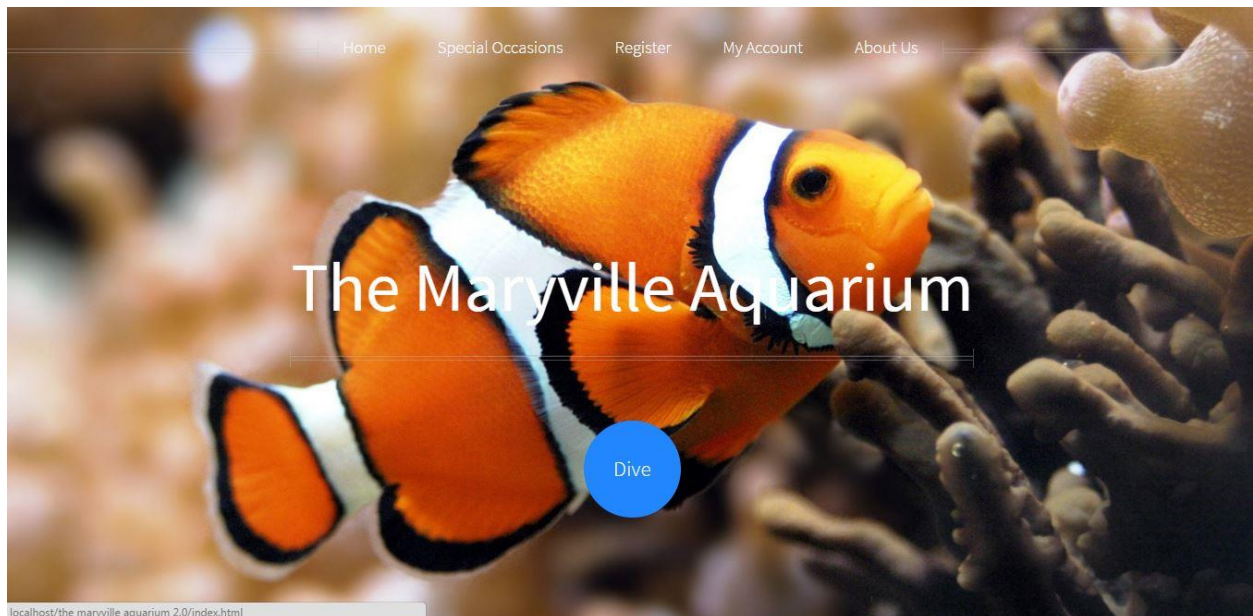 Home Special Occasions Register My Account About Us
The Maryville Aquarium
Dive
localhost/the maryville aquarium 2.0/index.html